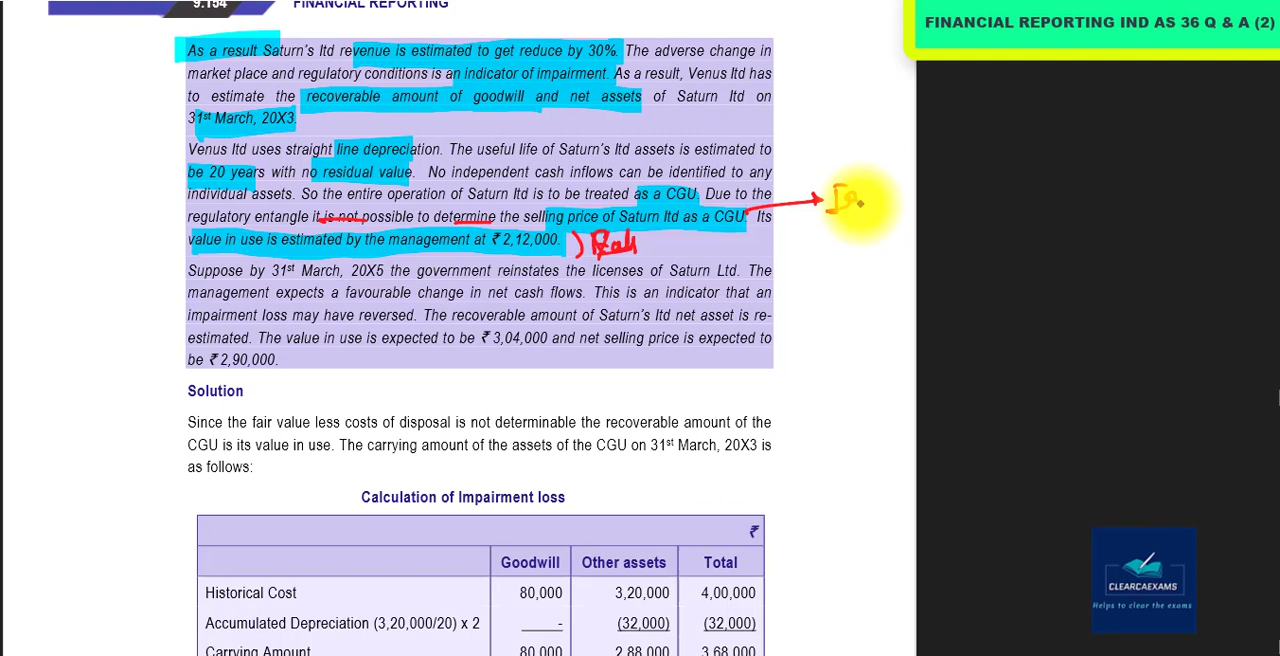 9.154 FINANCIAL REPORTING
FINANCIAL REPORTING IND AS 36 Q & A (2)
As a result Saturn's ltd revenue is estimated to get reduce by 30%. The adverse change in
market place and regulatory conditions is an indicator of impairment. As a result, Venus ltd has
to estimate the recoverable amount of goodwill and net assets of Saturn ltd on
31st March, 20X3.
Venus ltd uses straight line depreciation. The useful life of Saturn's ltd assets is estimated to
be 20 years with no residual value. No independent cash inflows can be identified to any
individual assets. So the entire operation of Saturn ltd is to be treated as a CGU. Due to the
regulatory entangle it is not possible to determine the selling price of Saturn ltd as a CGU. Its
value in use is estimated by the management at ₹ 2,12,000.
Suppose by 31st March, 20X5 the government reinstates the licenses of Saturn Ltd. The
management expects a favourable change in net cash flows. This is an indicator that an
impairment loss may have reversed. The recoverable amount of Saturn's ltd net asset is re-
estimated. The value in use is expected to be ₹ 3,04,000 and net selling price is expected to
be ₹ 2,90,000.
Solution
Since the fair value less costs of disposal is not determinable the recoverable amount of the
CGU is its value in use. The carrying amount of the assets of the CGU on 31st March, 20X3 is
as follows:
Calculation of Impairment loss
₹
Goodwill Other assets Total
Historical Cost 80,000 3,20,000 4,00,000
Accumulated Depreciation (3,20,000/20) x 2 - (32,000) (32,000)
Carrying Amount 80,000 2,88,000 3,68,000
CLEARCAEXAMS
Helps to clear the exams